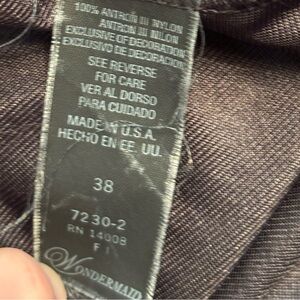 100% ANTRON III NYLON
ANTRON III NILON
EXCLUSIVE OF DECORATION
EXCLUSIVO DE DECORACION
SEE REVERSE
FOR CARE
VER AL DORSO
PARA CUIDADO
MADE IN U.S.A.
HECHO EN EE. UU.
38
7230-2
RN 14008
F
WONDERMAID